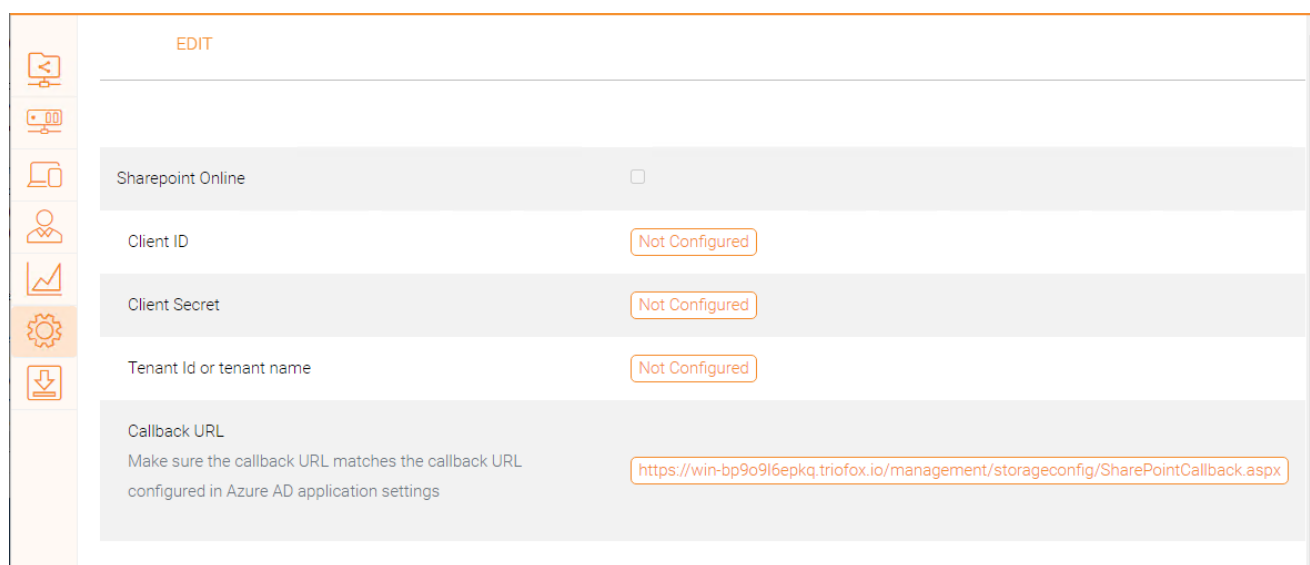 EDIT
Sharepoint Online
Client ID
Not Configured
Client Secret
Not Configured
Tenant Id or tenant name
Not Configured
Callback URL
Make sure the callback URL matches the callback URL
configured in Azure AD application settings
https://win-bp9o9l6epkq.triofox.io/management/storageconfig/SharePointCallback.aspx